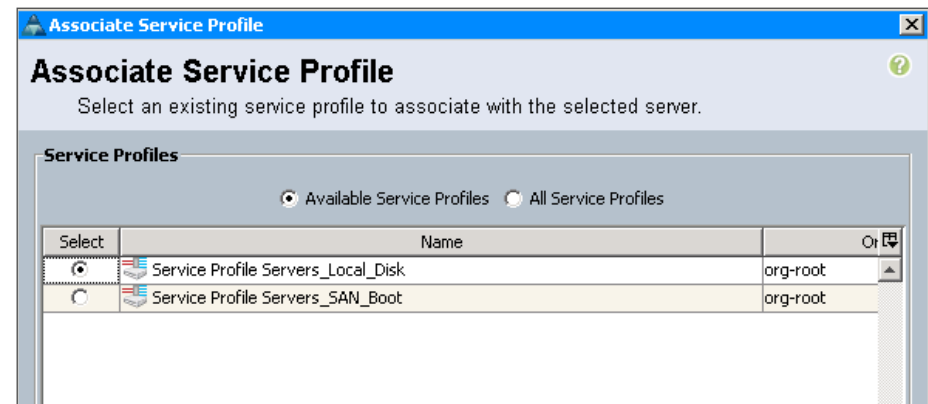 Associate Service Profile
Associate Service Profile
Select an existing service profile to associate with the selected server.
Service Profiles
Available Service Profiles All Service Profiles
Select Name Or
Service Profile Servers_Local_Disk org-root
Service Profile Servers_SAN_Boot org-root